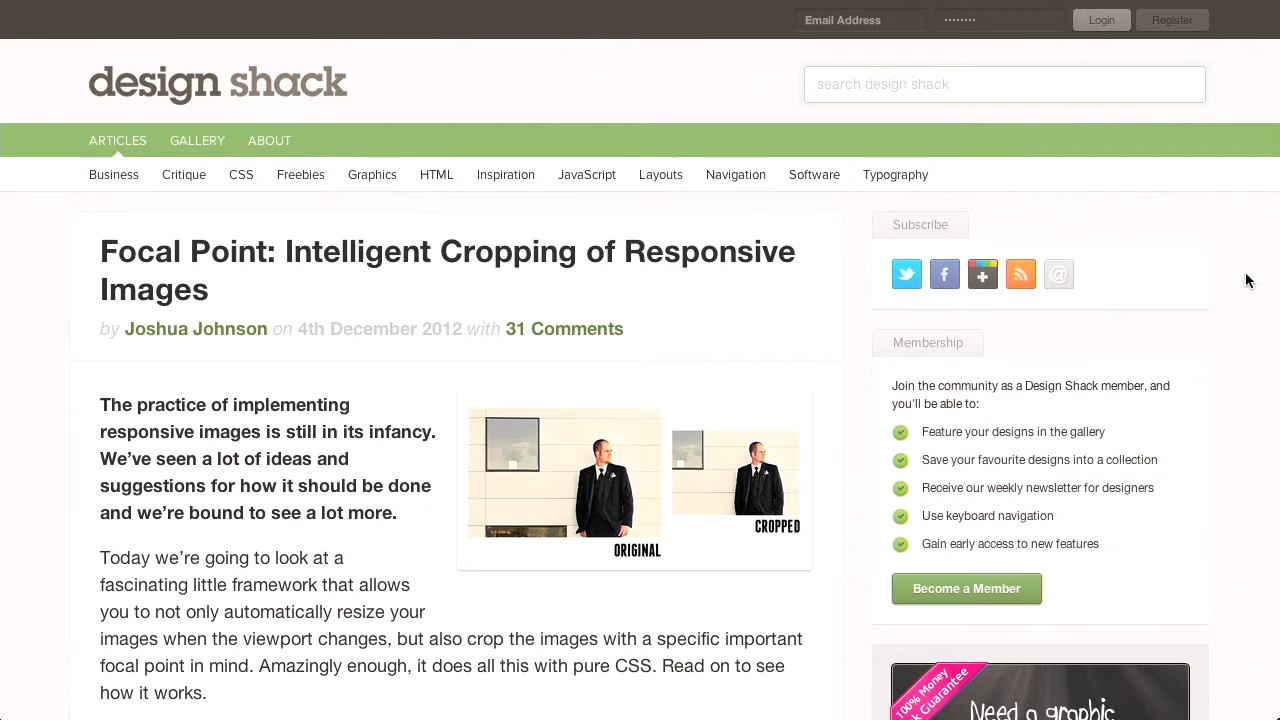 Email Address
Login
Register
design shack
search design shack
ARTICLES GALLERY ABOUT
Business Critique CSS Freebies Graphics HTML Inspiration JavaScript Layouts Navigation Software Typography
Focal Point: Intelligent Cropping of Responsive
Images
by Joshua Johnson on 4th December 2012 with 31 Comments
The practice of implementing
responsive images is still in its infancy.
We’ve seen a lot of ideas and
suggestions for how it should be done
and we’re bound to see a lot more.
ORIGINAL
CROPPED
Today we’re going to look at a
fascinating little framework that allows
you to not only automatically resize your
images when the viewport changes, but also crop the images with a specific important
focal point in mind. Amazingly enough, it does all this with pure CSS. Read on to see
how it works.
Subscribe
Membership
Join the community as a Design Shack member, and
you'll be able to:
Feature your designs in the gallery
Save your favourite designs into a collection
Receive our weekly newsletter for designers
Use keyboard navigation
Gain early access to new features
Become a Member
100% Money
Guarantee
Need a graphic